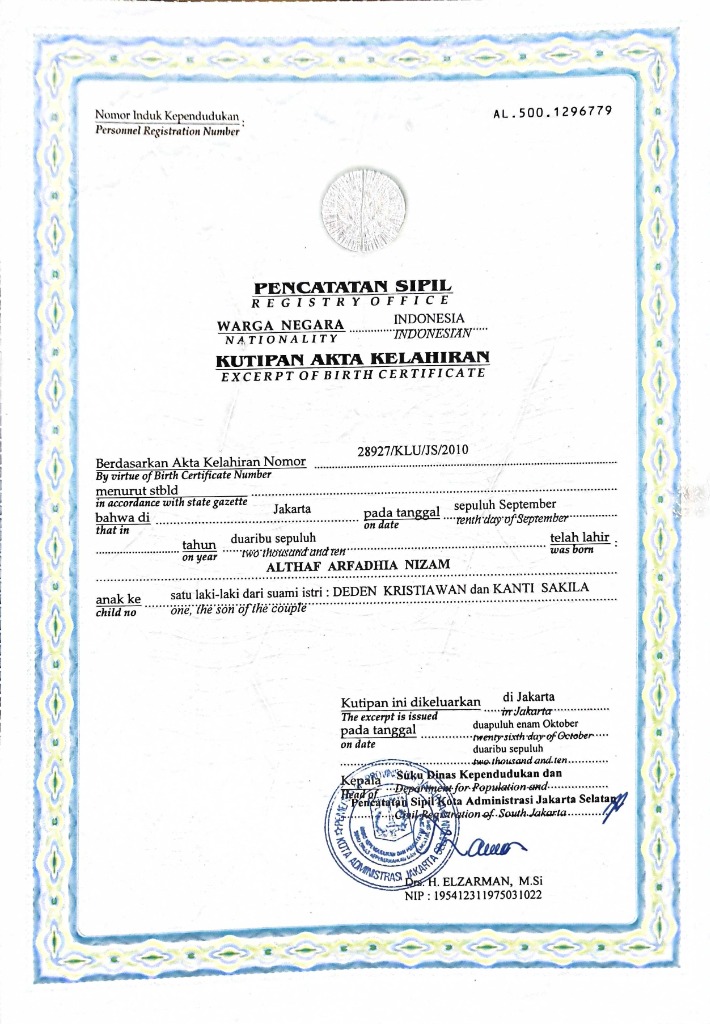 Nomor Induk Kependudukan :
Personnel Registration Number
AL.500.1296779
PENCATATAN SIPIL
REGISTRY OFFICE
WARGA NEGARA INDONESIA
NATIONALITY INDONESIAN
KUTIPAN AKTA KELAHIRAN
EXCERPT OF BIRTH CERTIFICATE
Berdasarkan Akta Kelahiran Nomor 28927/KLU/JS/2010
By virtue of Birth Certificate Number
menurut stbld
in accordance with state gazette
bahwa di Jakarta pada tanggal sepuluh September
that in on date tenth day of September
tahun duaribu sepuluh telah lahir :
on year two thousand and ten was born
ALTHAF ARFADHIA NIZAM
anak ke satu laki-laki dari suami istri : DEDEN KRISTIAWAN dan KANTI SAKILA
child no one, the son of the couple
Kutipan ini dikeluarkan di Jakarta
The excerpt is issued in Jakarta
pada tanggal duapuluh enam Oktober
on date twenty sixth day of October
duaribu sepuluh
two thousand and ten
Kepala Suku Dinas Kependudukan dan
Head of Department for Population and
Pencatatan Sipil Kota Administrasi Jakarta Selatan
Civil Registration of South Jakarta
KOTA ADMINISTRASI JAKARTA SELATAN
Drs. H. ELZARMAN, M.Si
NIP : 195412311975031022